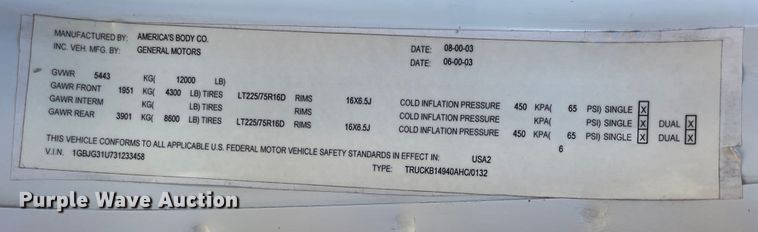 MANUFACTURED BY: AMERICA'S BODY CO. DATE: 08-00-03
INC. VEH. MFG. BY: GENERAL MOTORS DATE: 06-00-03
GVWR 5443 KG( 12000 LB)
GAWR FRONT 1951 KG( 4300 LB) TIRES LT225/75R16D RIMS 16X6.5J COLD INFLATION PRESSURE 450 KPA( 65 PSI) SINGLE X
GAWR INTERM KG( LB) TIRES RIMS COLD INFLATION PRESSURE KPA( PSI) SINGLE X DUAL X
GAWR REAR 3901 KG( 8600 LB) TIRES LT225/75R16D RIMS 16X6.5J COLD INFLATION PRESSURE 450 KPA( 65 PSI) SINGLE X DUAL X
6
THIS VEHICLE CONFORMS TO ALL APPLICABLE U.S. FEDERAL MOTOR VEHICLE SAFETY STANDARDS IN EFFECT IN: USA2
V.I.N. 1GBJG31U731233458
TYPE: TRUCKB14940AHC/0132
Purple Wave Auction